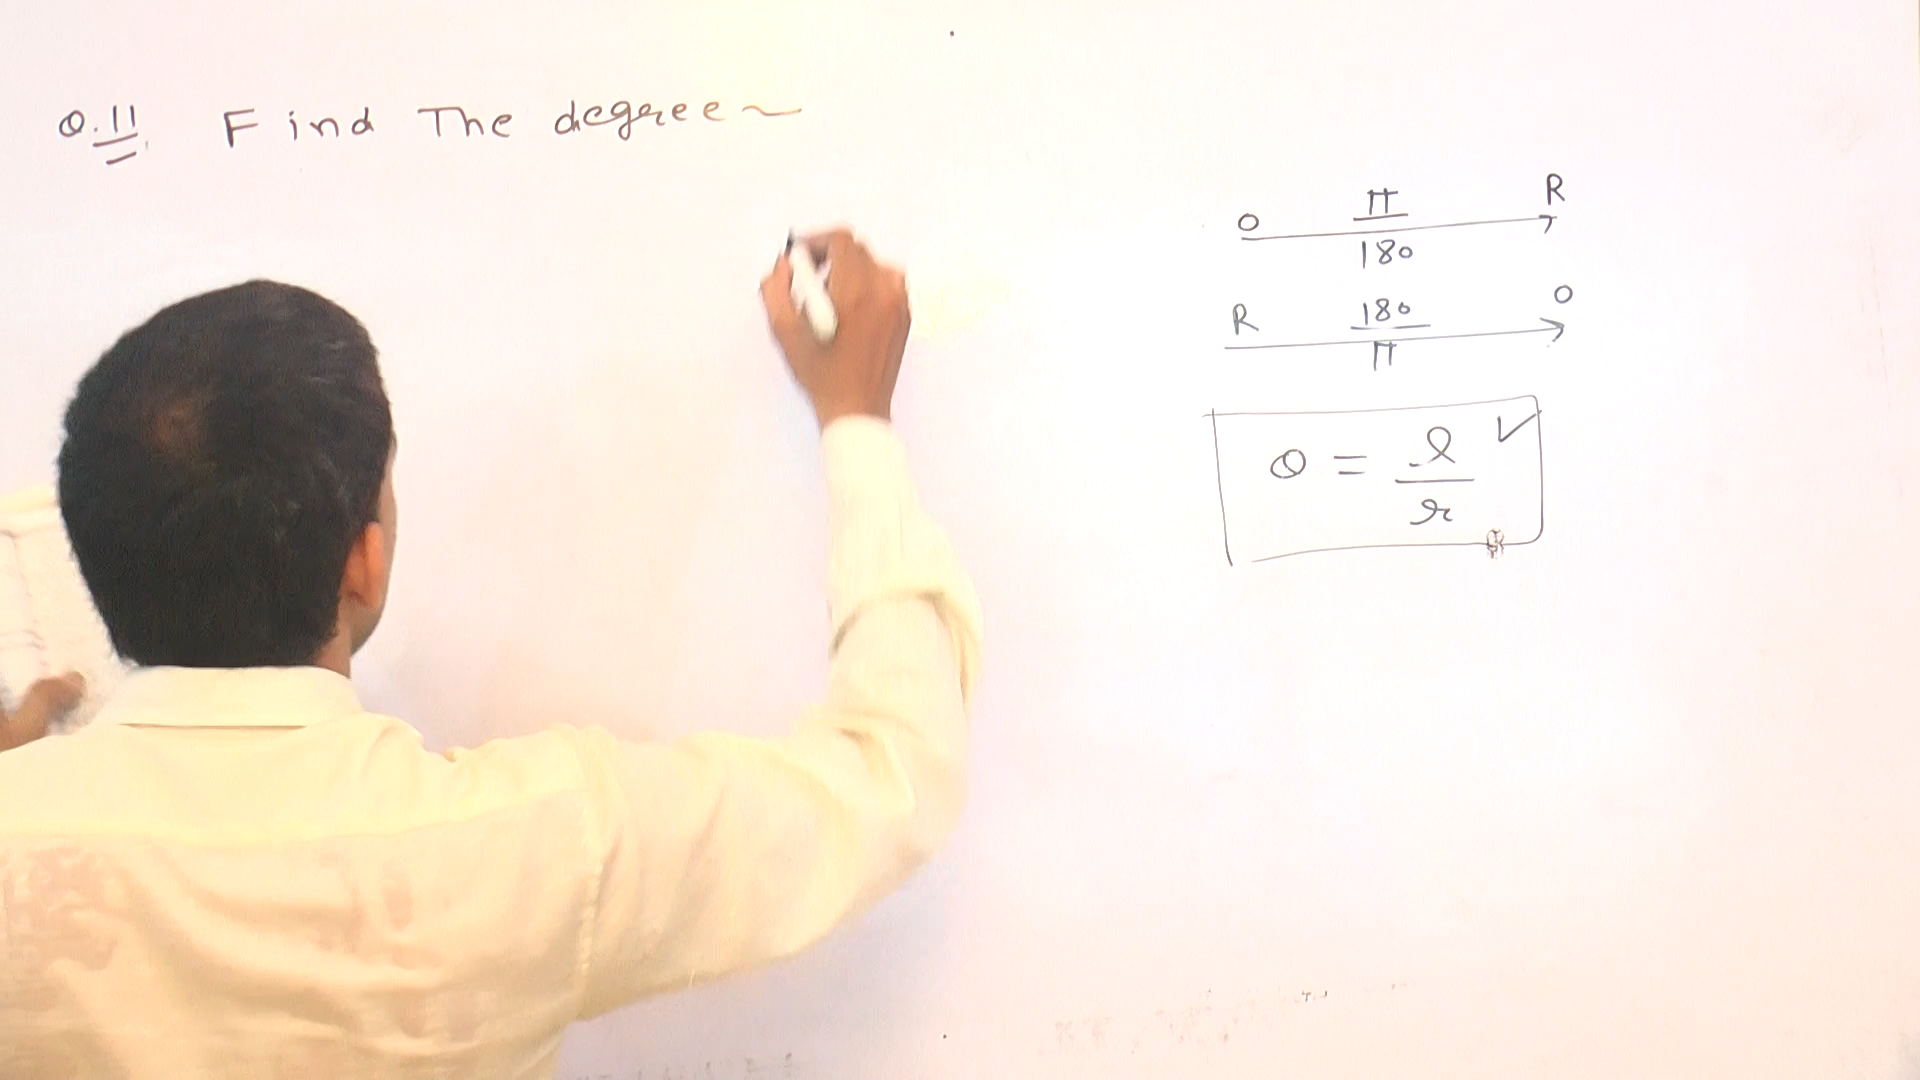 Q.11. Find The degree ~
O π/180 R
R 180/π O
θ = l/r ✓